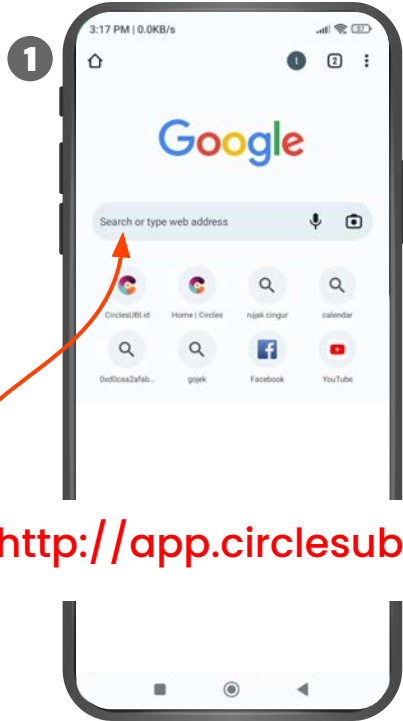 1
3:17 PM | 0.0KB/s
37
t
2
Google
Search or type web address
CirclesUBI.id
Home | Circles
rujak cingur
calendar
0xd0caa2afab...
gojek
Facebook
YouTube
http://app.circlesub